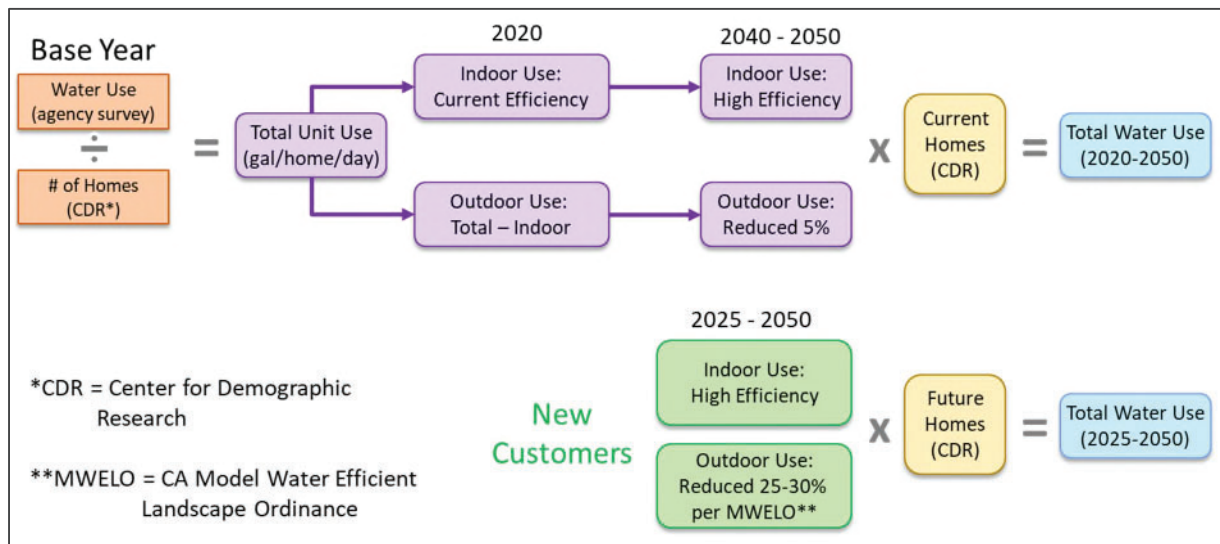 Base Year
Water Use
(agency survey)
÷
# of Homes
(CDR*)
=
Total Unit Use
(gal/home/day)
2020
Indoor Use:
Current Efficiency
Outdoor Use:
Total – Indoor
2040 - 2050
Indoor Use:
High Efficiency
Outdoor Use:
Reduced 5%
x
Current
Homes
(CDR)
=
Total Water Use
(2020-2050)
*CDR = Center for Demographic
Research
**MWELO = CA Model Water Efficient
Landscape Ordinance
New
Customers
2025 - 2050
Indoor Use:
High Efficiency
Outdoor Use:
Reduced 25-30%
per MWELO**
x
Future
Homes
(CDR)
=
Total Water Use
(2025-2050)